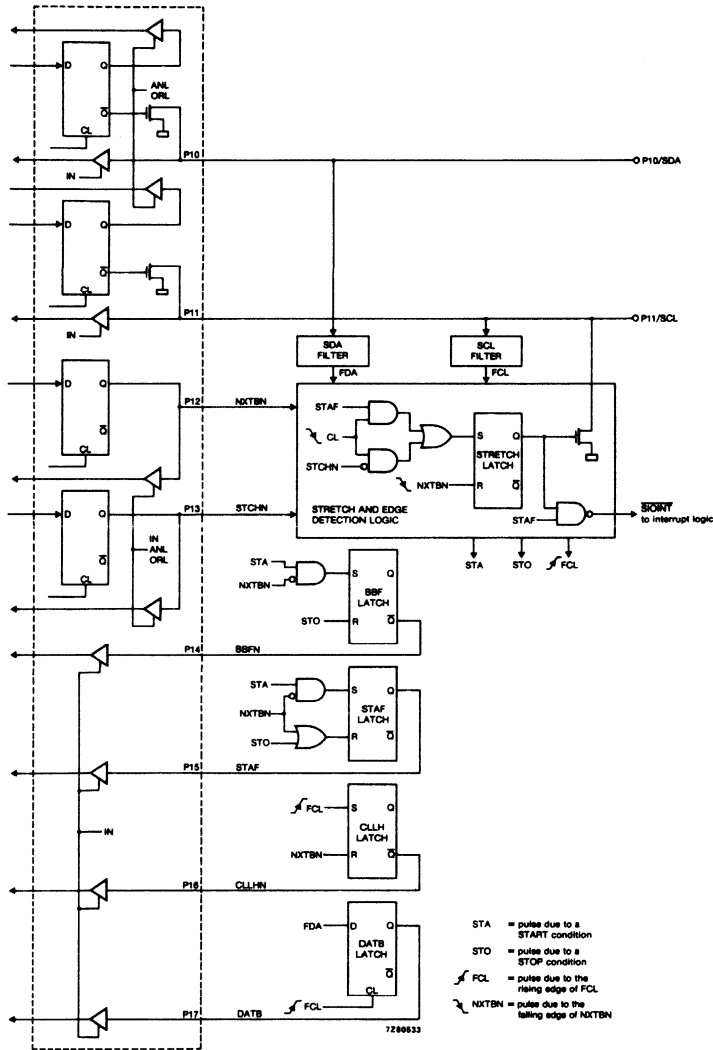 D
Q
ANL
ORL
Q
CL
P10
P10/SDA
IN
D
Q
Q
CL
P11
P11/SCL
IN
SDA
FILTER
SCL
FILTER
FDA
FCL
D
Q
P12
NXTBN
Q
CL
STAF
CL
STCHN
S
Q
STRETCH
LATCH
NXTBN
R
Q
STRETCH AND EDGE
DETECTION LOGIC
STAF
SIOINT
to interrupt logic
D
Q
P13
STCHN
Q
CL
IN
ANL
ORL
STA
STO
FCL
STA
NXTBN
S
Q
BBF
LATCH
STO
R
Q
P14
BBFN
STA
NXTBN
STO
S
Q
STAF
LATCH
R
Q
P15
STAF
IN
FCL
S
Q
CLLH
LATCH
NXTBN
R
Q
P16
CLLHN
FDA
D
Q
DATB
LATCH
Q
CL
FCL
P17
DATB
7Z80533
STA = pulse due to a
START condition
STO = pulse due to a
STOP condition
FCL = pulse due to the
rising edge of FCL
NXTBN = pulse due to the
falling edge of NXTBN